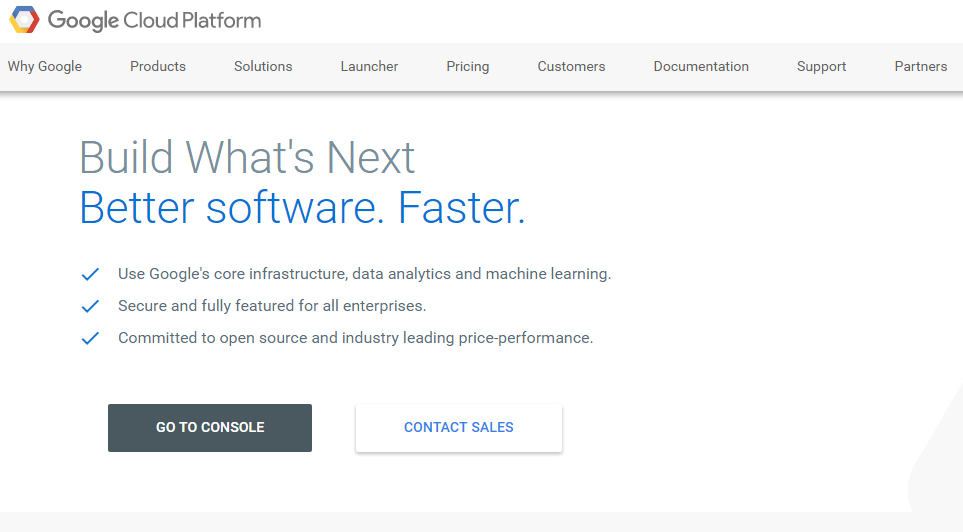 Google Cloud Platform
Why Google Products Solutions Launcher Pricing Customers Documentation Support Partners
Build What's Next
Better software. Faster.
Use Google's core infrastructure, data analytics and machine learning.
Secure and fully featured for all enterprises.
Committed to open source and industry leading price-performance.
GO TO CONSOLE CONTACT SALES